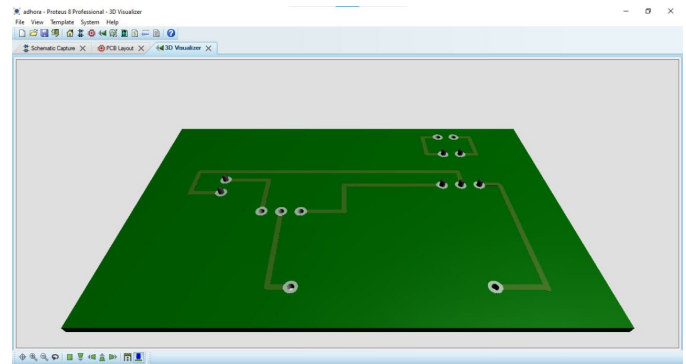 adhora - Proteus 8 Professional - 3D Visualizer
File View Template System Help
Schematic Capture PCB Layout 3D Visualizer